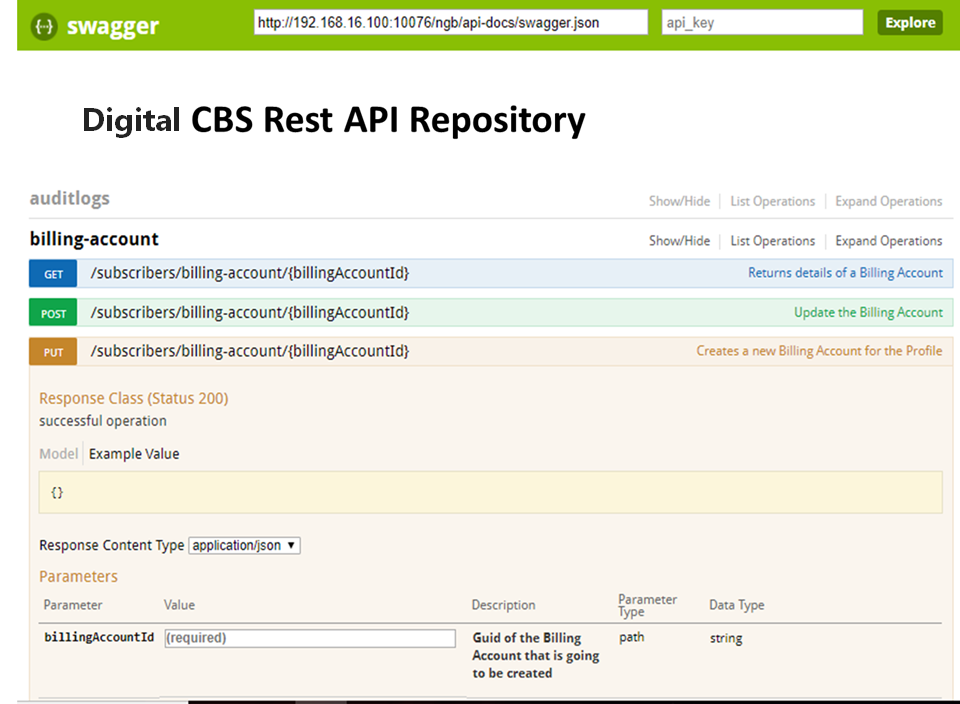 {···} swagger http://192.168.16.100:10076/ngb/api-docs/swagger.json api_key Explore
Digital CBS Rest API Repository
auditlogs Show/Hide List Operations Expand Operations
billing-account Show/Hide List Operations Expand Operations
GET /subscribers/billing-account/{billingAccountId} Returns details of a Billing Account
POST /subscribers/billing-account/{billingAccountId} Update the Billing Account
PUT /subscribers/billing-account/{billingAccountId} Creates a new Billing Account for the Profile
Response Class (Status 200)
successful operation
Model Example Value
{}
Response Content Type application/json ▼
Parameters
Parameter Value Description Parameter Type Data Type
billingAccountId (required) Guid of the Billing path string
Account that is going
to be created